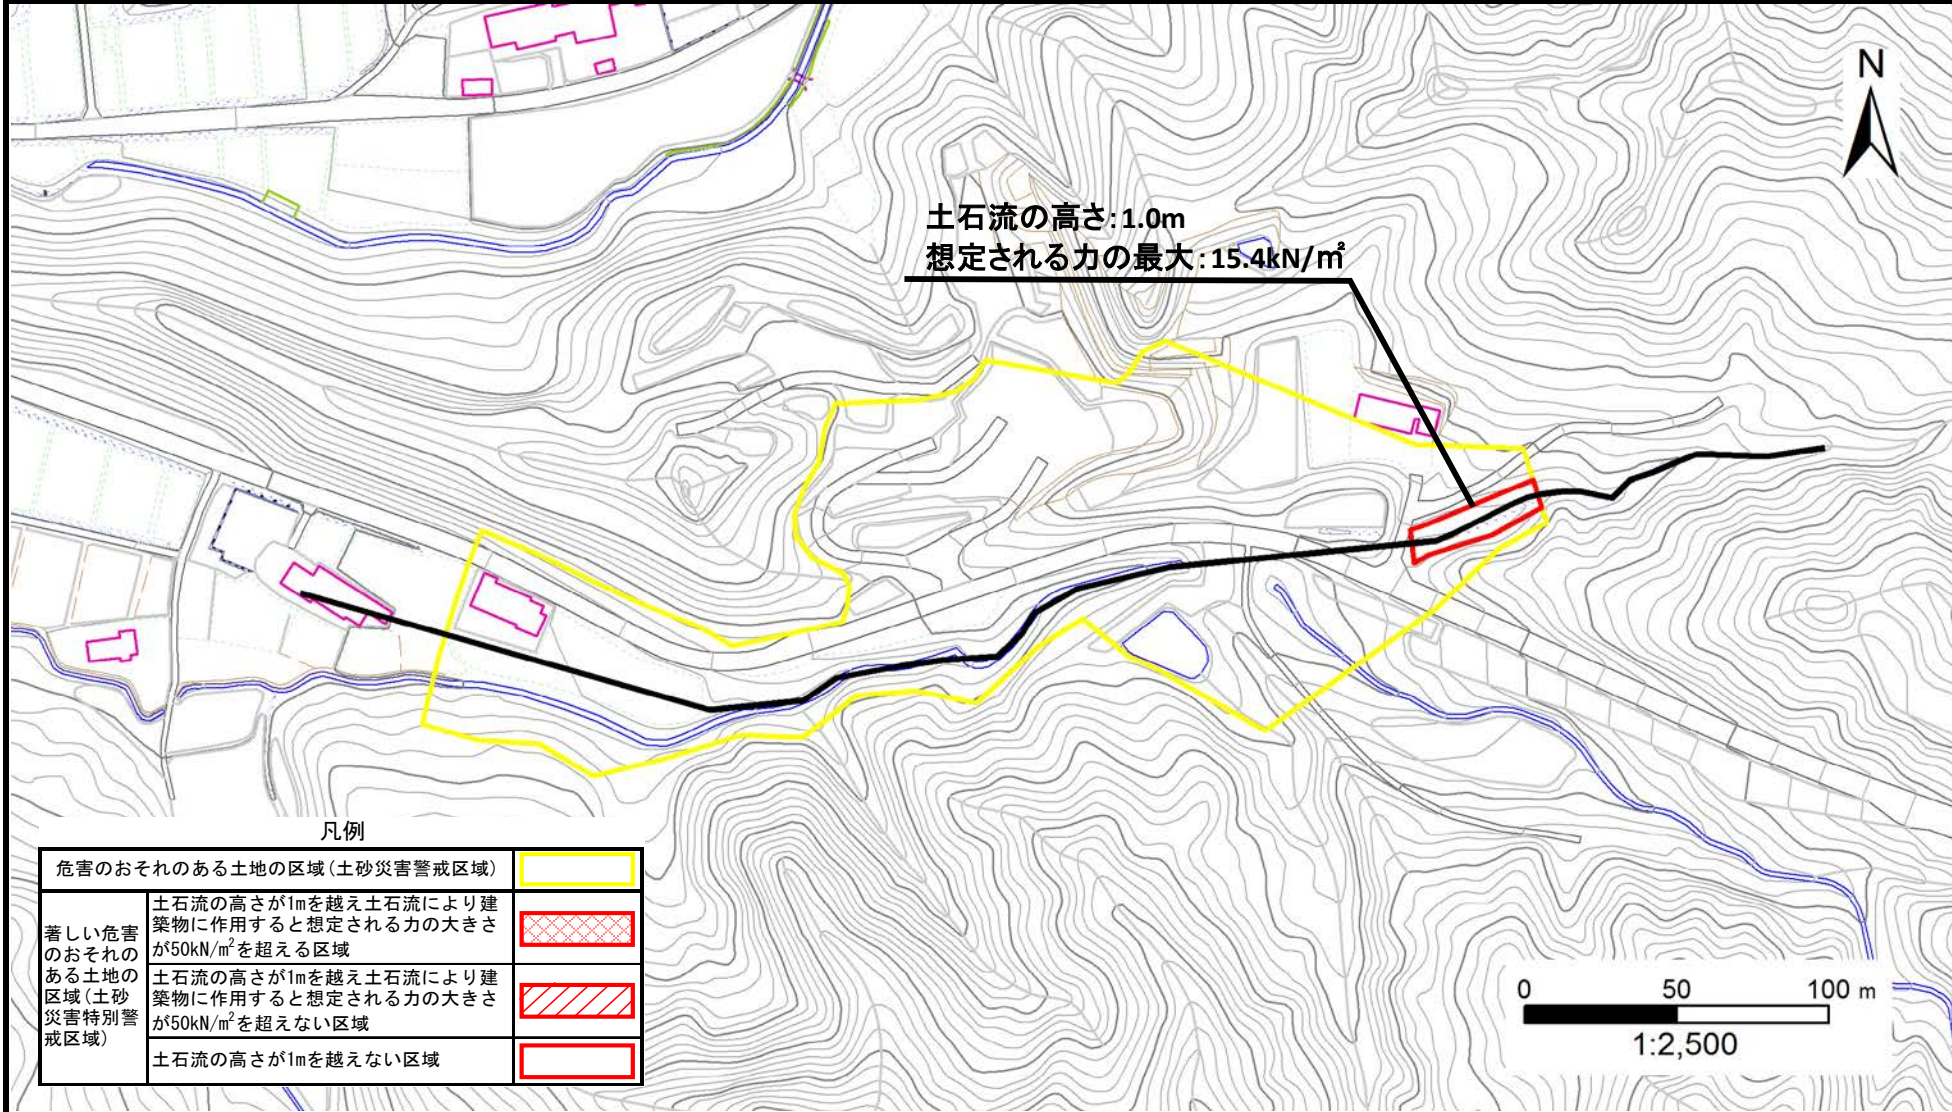 N
土石流の高さ:1.0m
想定される力の最大:15.4kN/㎡
凡例
危害のおそれのある土地の区域(土砂災害警戒区域)
著しい危害
のおそれの
ある土地の
区域(土砂
災害特別警
戒区域)
土石流の高さが1mを越え土石流により建
築物に作用すると想定される力の大きさ
が50kN/m²を超える区域
土石流の高さが1mを越え土石流により建
築物に作用すると想定される力の大きさ
が50kN/m²を超えない区域
土石流の高さが1mを越えない区域
0 50 100 m
1:2,500